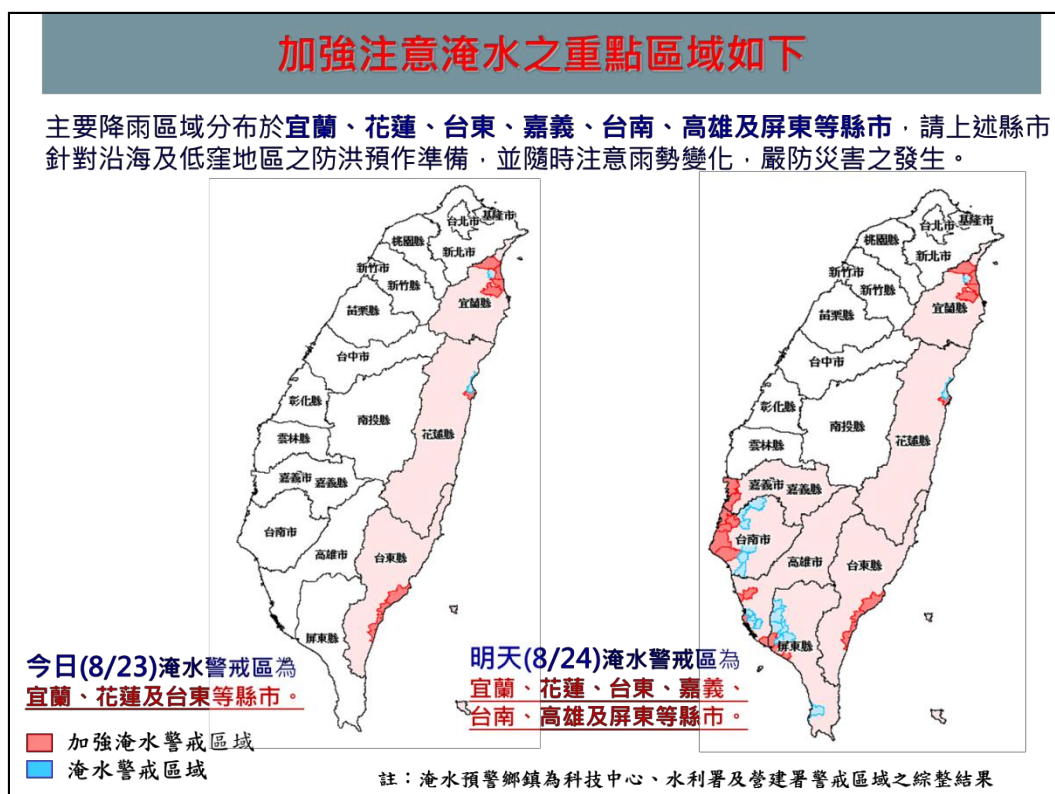 加強注意淹水之重點區域如下
主要降雨區域分布於宜蘭、花蓮、台東、嘉義、台南、高雄及屏東等縣市，請上述縣市
針對沿海及低窪地區之防洪預作準備，並隨時注意雨勢變化，嚴防災害之發生。
台北市
基隆市
桃園縣
新北市
新竹市
新竹縣
宜蘭縣
苗栗縣
台中市
彰化縣
南投縣
花蓮縣
雲林縣
嘉義市
嘉義縣
台南市
高雄市
台東縣
屏東縣
今日(8/23)淹水警戒區為
宜蘭、花蓮及台東等縣市。
台北市
基隆市
桃園縣
新北市
新竹市
新竹縣
宜蘭縣
苗栗縣
台中市
彰化縣
南投縣
花蓮縣
雲林縣
嘉義市
嘉義縣
台南市
高雄市
台東縣
屏東縣
明天(8/24)淹水警戒區為
宜蘭、花蓮、台東、嘉義、
台南、高雄及屏東等縣市。
加強淹水警戒區域
淹水警戒區域
註：淹水預警鄉鎮為科技中心、水利署及營建署警戒區域之綜整結果